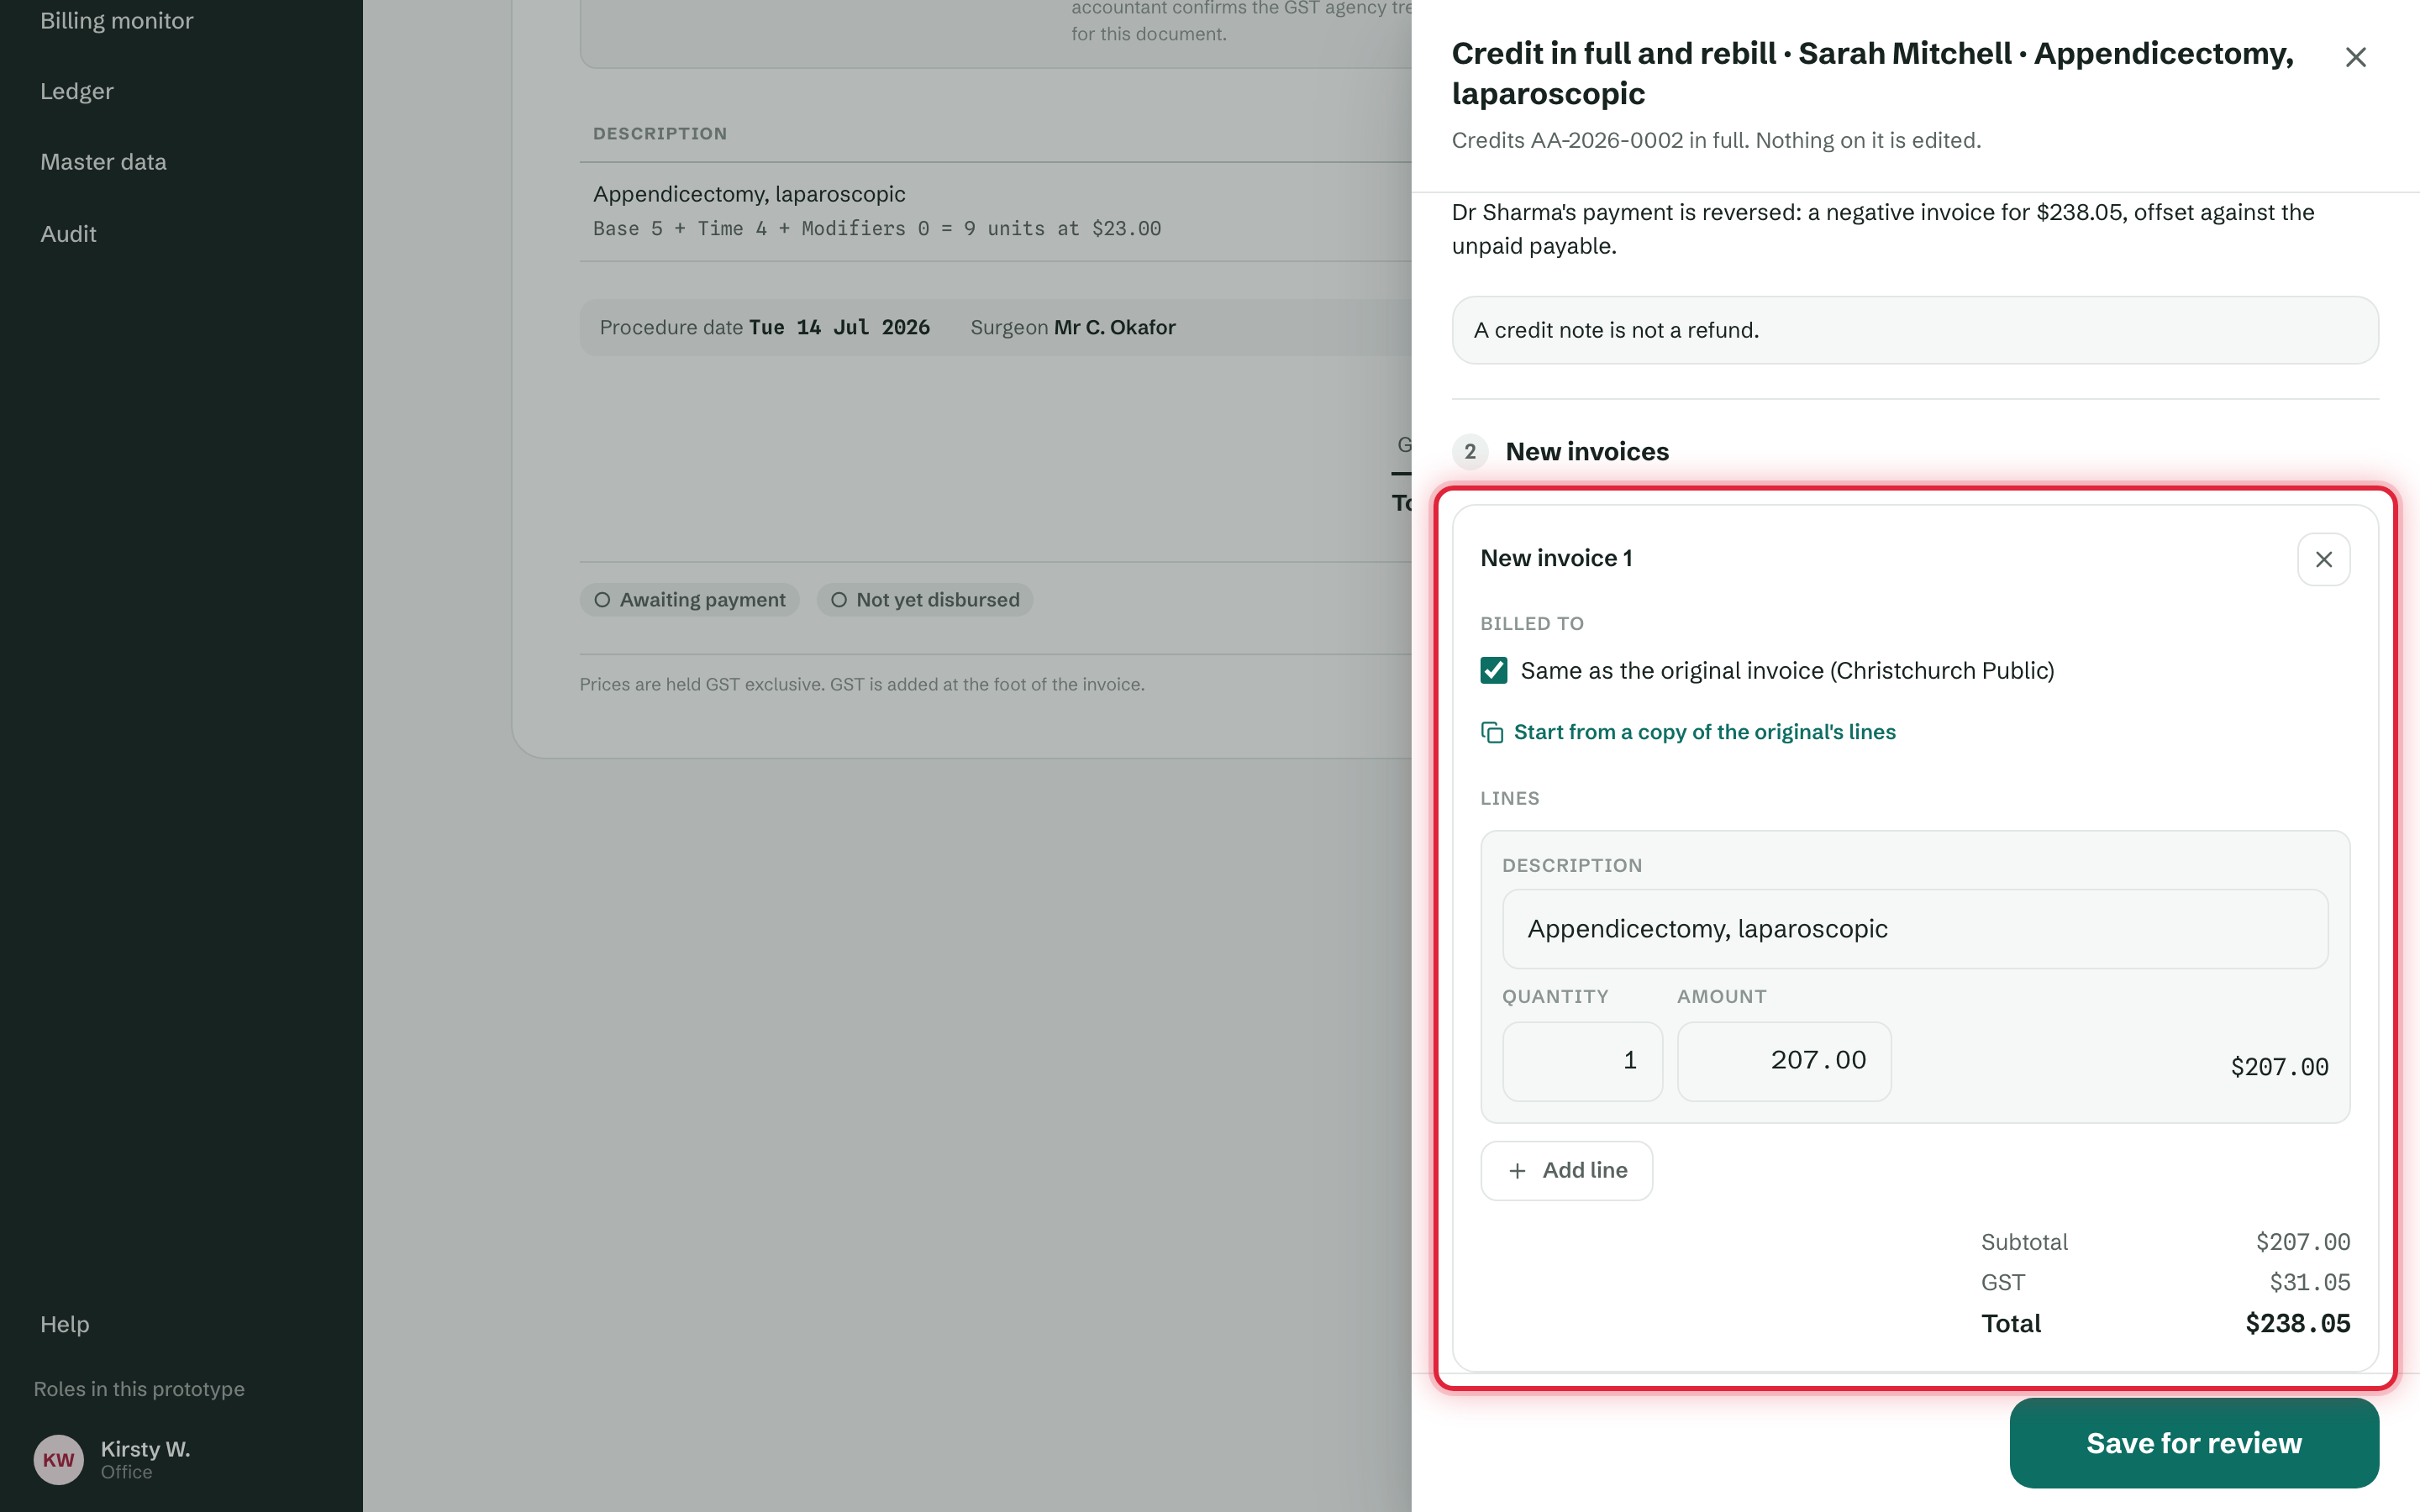 Billing monitor
Ledger
Master data
Audit
Help
Roles in this prototype
KW
Kirsty W.
Office
accountant confirms the GST agency tre
for this document.
DESCRIPTION
Appendicectomy, laparoscopic
Base 5 + Time 4 + Modifiers 0 = 9 units at $23.00
Procedure date Tue 14 Jul 2026 Surgeon Mr C. Okafor
G
To
Awaiting payment
Not yet disbursed
Prices are held GST exclusive. GST is added at the foot of the invoice.
Credit in full and rebill · Sarah Mitchell · Appendicectomy,
laparoscopic
Credits AA-2026-0002 in full. Nothing on it is edited.
Dr Sharma's payment is reversed: a negative invoice for $238.05, offset against the
unpaid payable.
A credit note is not a refund.
2 New invoices
New invoice 1
BILLED TO
Same as the original invoice (Christchurch Public)
Start from a copy of the original's lines
LINES
DESCRIPTION
Appendicectomy, laparoscopic
QUANTITY AMOUNT
1 207.00 $207.00
+ Add line
Subtotal $207.00
GST $31.05
Total $238.05
Save for review